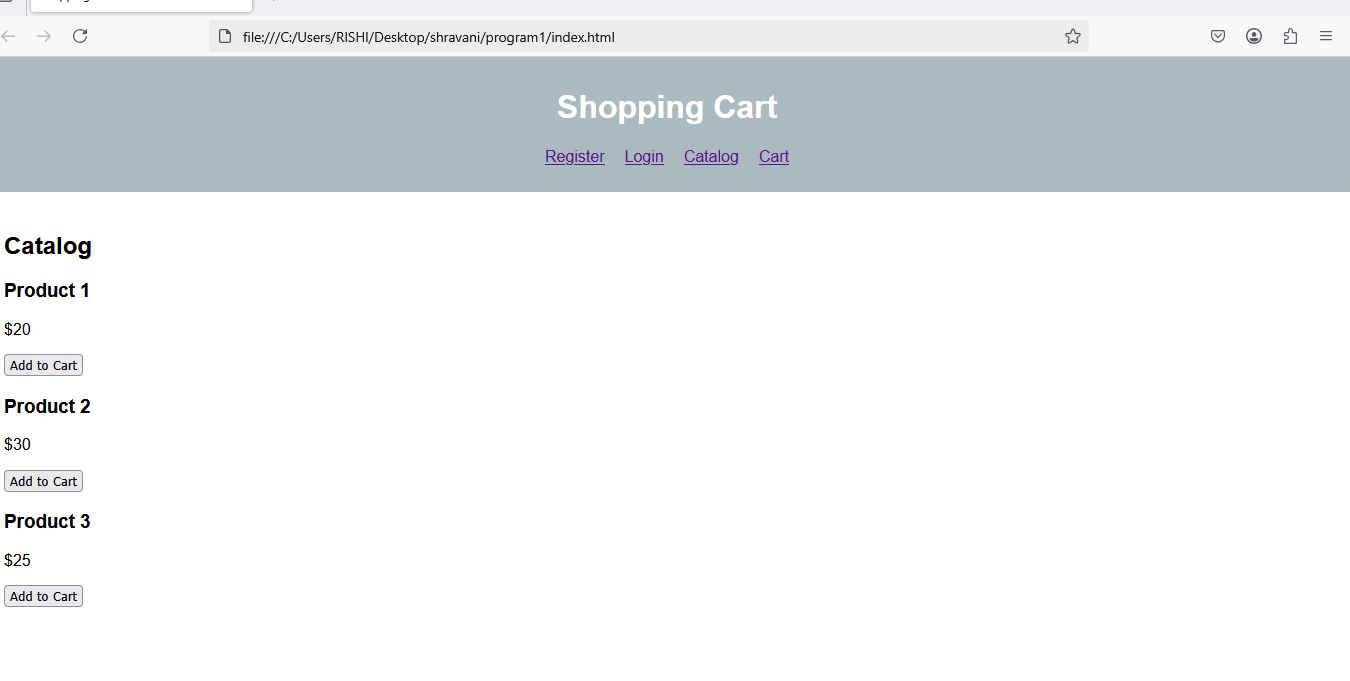 file:///C:/Users/RISHI/Desktop/shravani/program1/index.html
Shopping Cart
Register Login Catalog Cart
Catalog
Product 1
$20
Add to Cart
Product 2
$30
Add to Cart
Product 3
$25
Add to Cart